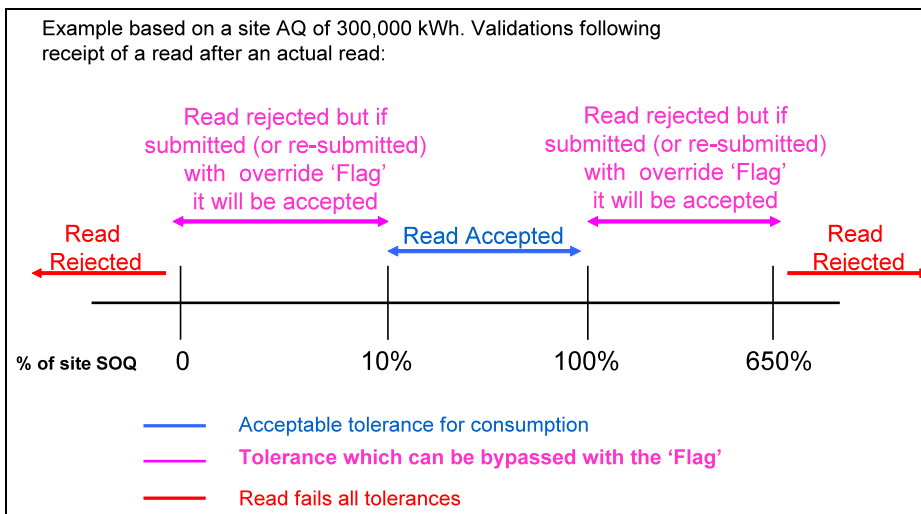 Example based on a site AQ of 300,000 kWh. Validations following
receipt of a read after an actual read:
Read rejected but if
submitted (or re-submitted)
with override ‘Flag’
it will be accepted
Read rejected but if
submitted (or re-submitted)
with override ‘Flag’
it will be accepted
Read
Rejected
Read Accepted
Read
Rejected
% of site SOQ 0 10% 100% 650%
Acceptable tolerance for consumption
Tolerance which can be bypassed with the ‘Flag’
Read fails all tolerances